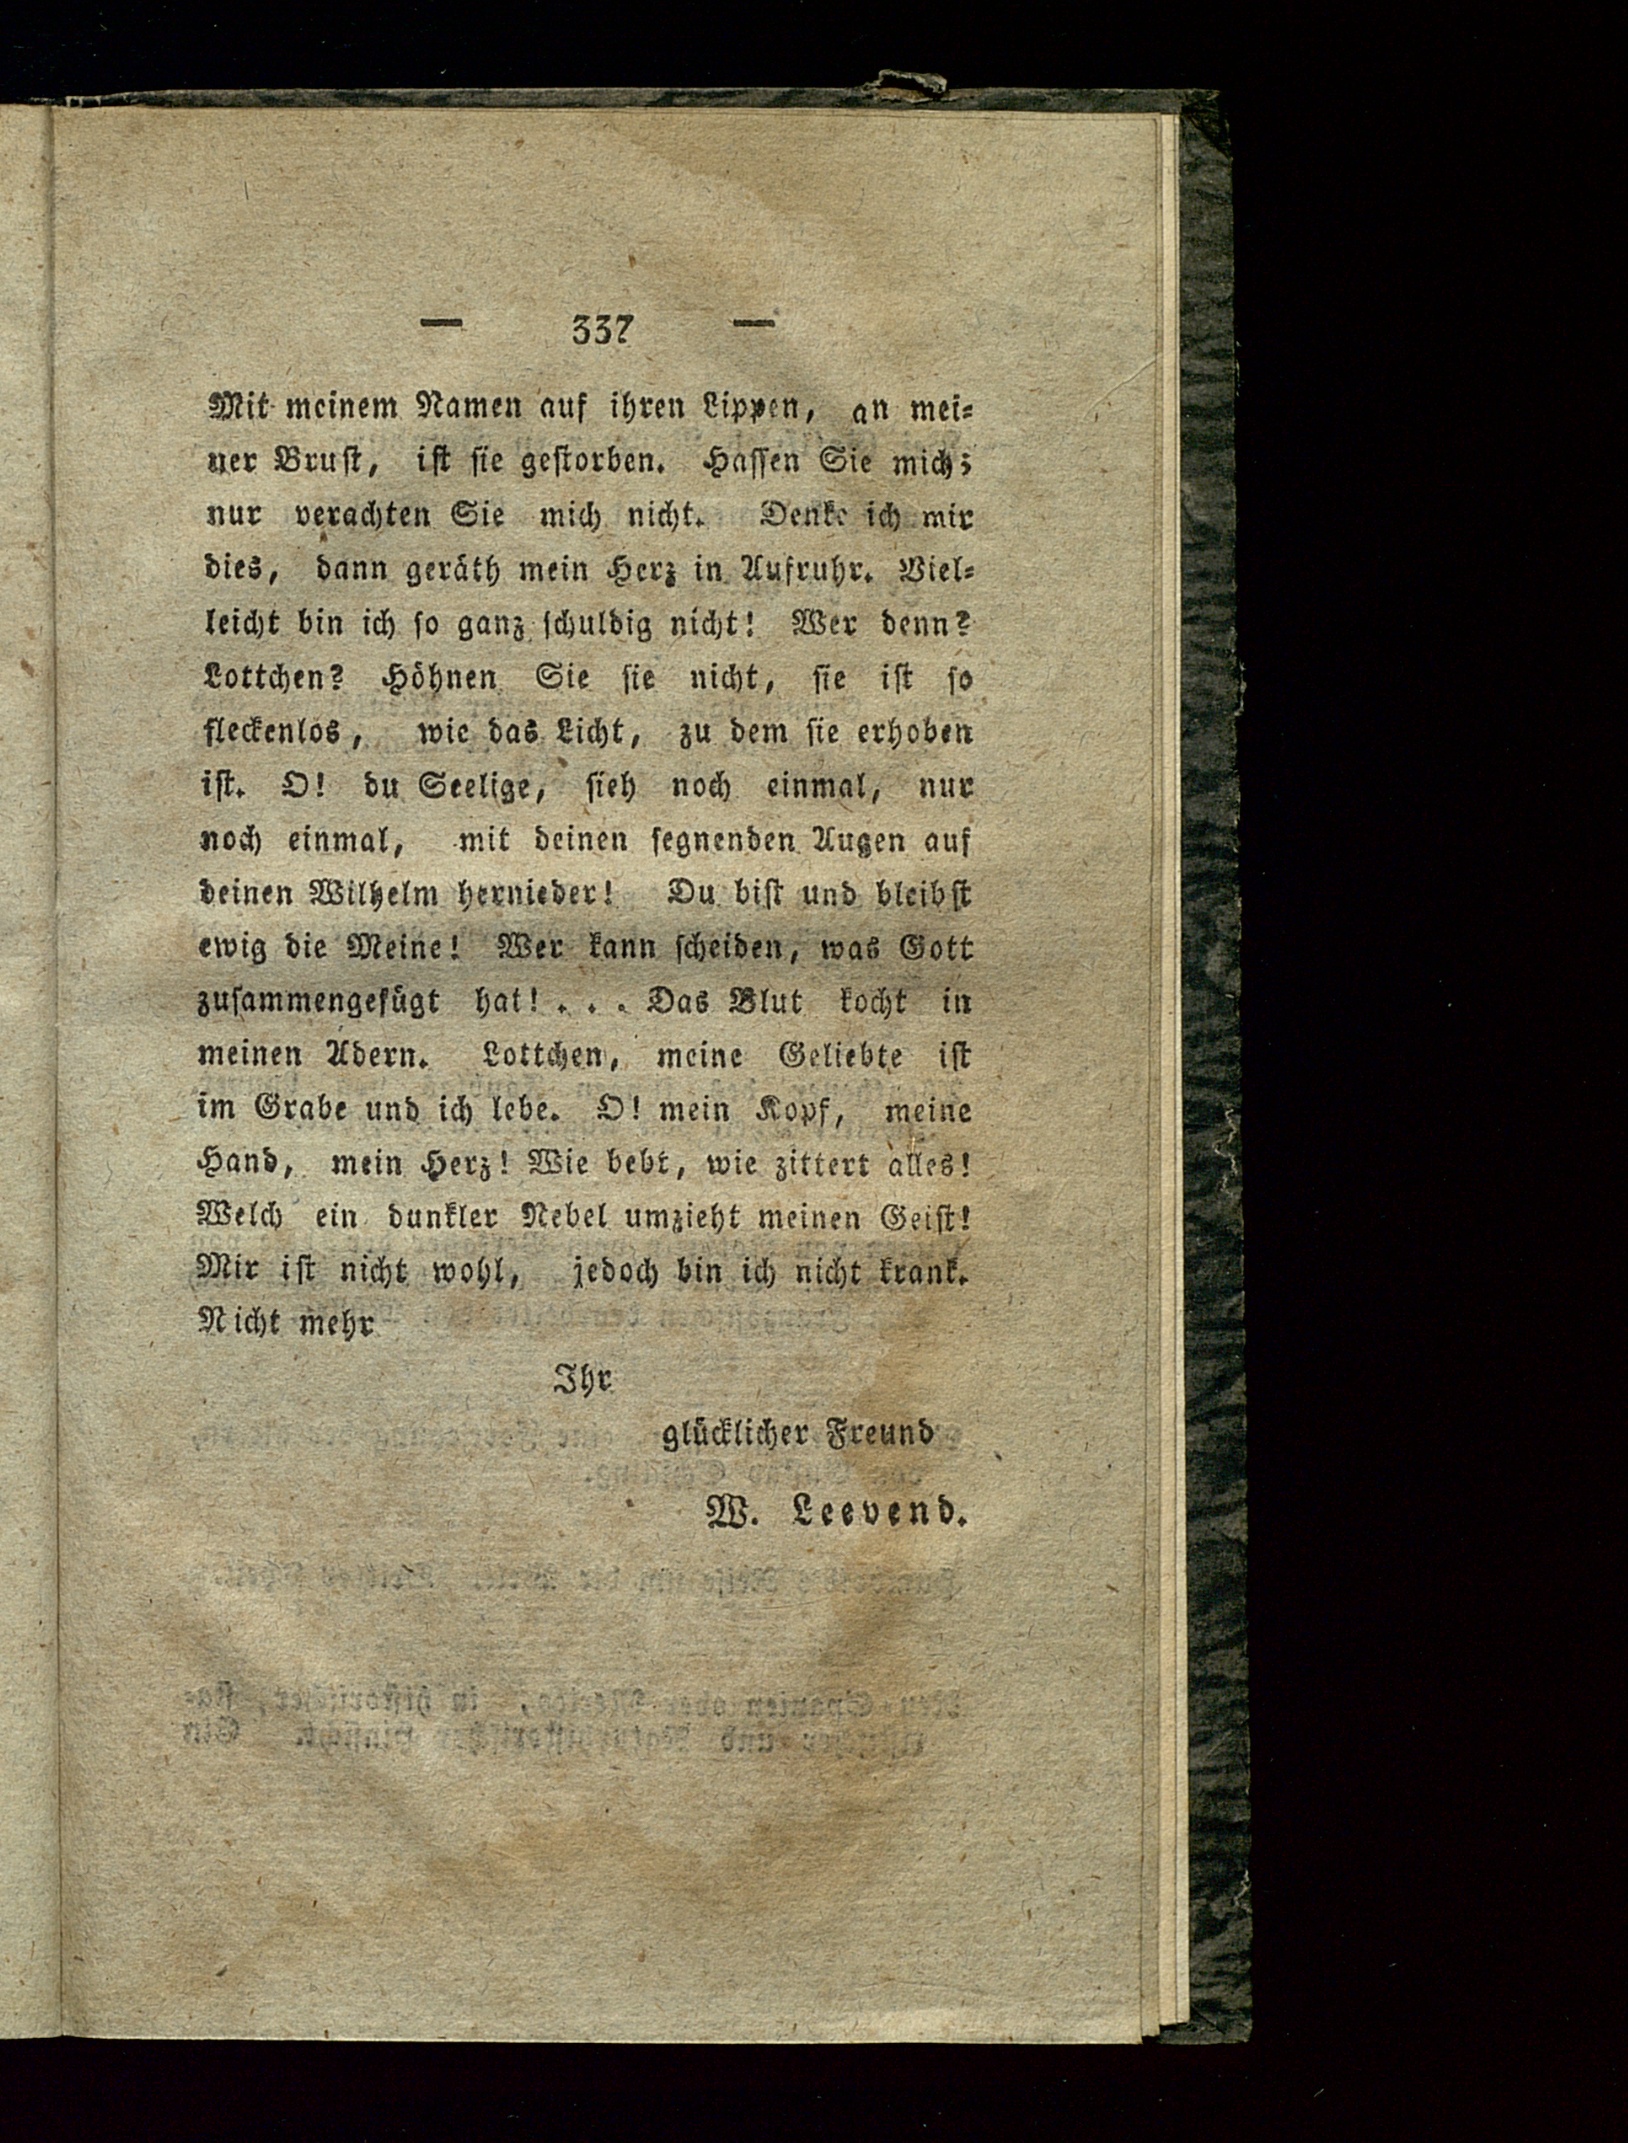 — 337 —
Mit meinem Namen auf ihren Lippen, an mei-
ner Brust, ist sie gestorben. Hassen Sie mich;
nur verachten Sie mich nicht. Denke ich mir
dies, dann geräth mein Herz in Aufruhr. Viel-
leicht bin ich so ganz schuldig nicht! Wer denn?
Lottchen? Höhnen Sie sie nicht, sie ist so
fleckenlos, wie das Licht, zu dem sie erhoben
ist. O! du Seelige, sieh noch einmal, nur
noch einmal, mit deinen segnenden Augen auf
deinen Wilhelm hernieder! Du bist und bleibst
ewig die Meine! Wer kann scheiden, was Gott
zusammengefügt hat! . . . Das Blut kocht in
meinen Adern. Lottchen, meine Geliebte ist
im Grabe und ich lebe. O! mein Kopf, meine
Hand, mein Herz! Wie bebt, wie zittert alles!
Welch ein dunkler Nebel umzieht meinen Geist!
Mir ist nicht wohl, jedoch bin ich nicht krank.
Nicht mehr
Ihr
glücklicher Freund
W. Leevend.